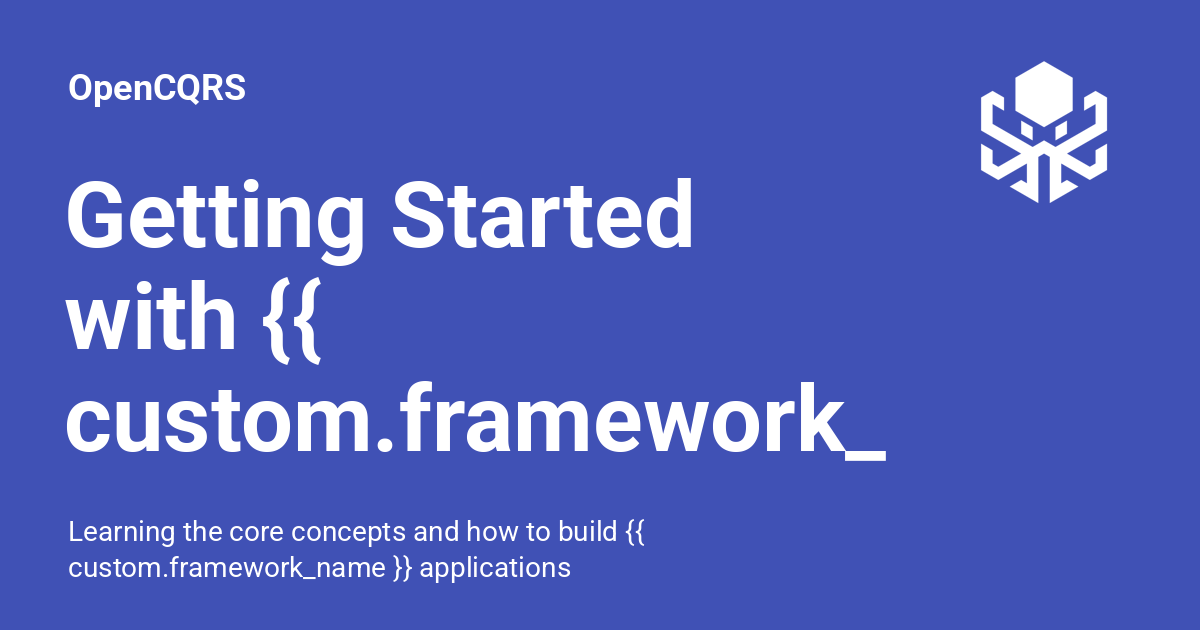 OpenCQRS
Getting Started
with {{
custom.framework_
Learning the core concepts and how to build {{
custom.framework_name }} applications